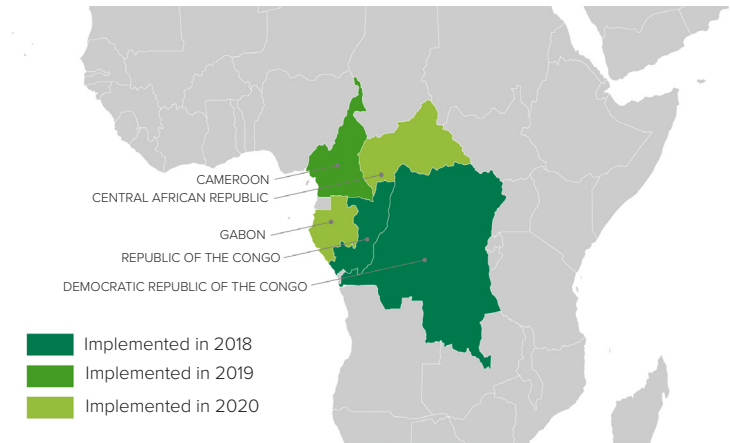 CAMEROON
CENTRAL AFRICAN REPUBLIC
GABON
REPUBLIC OF THE CONGO
DEMOCRATIC REPUBLIC OF THE CONGO
Implemented in 2018
Implemented in 2019
Implemented in 2020